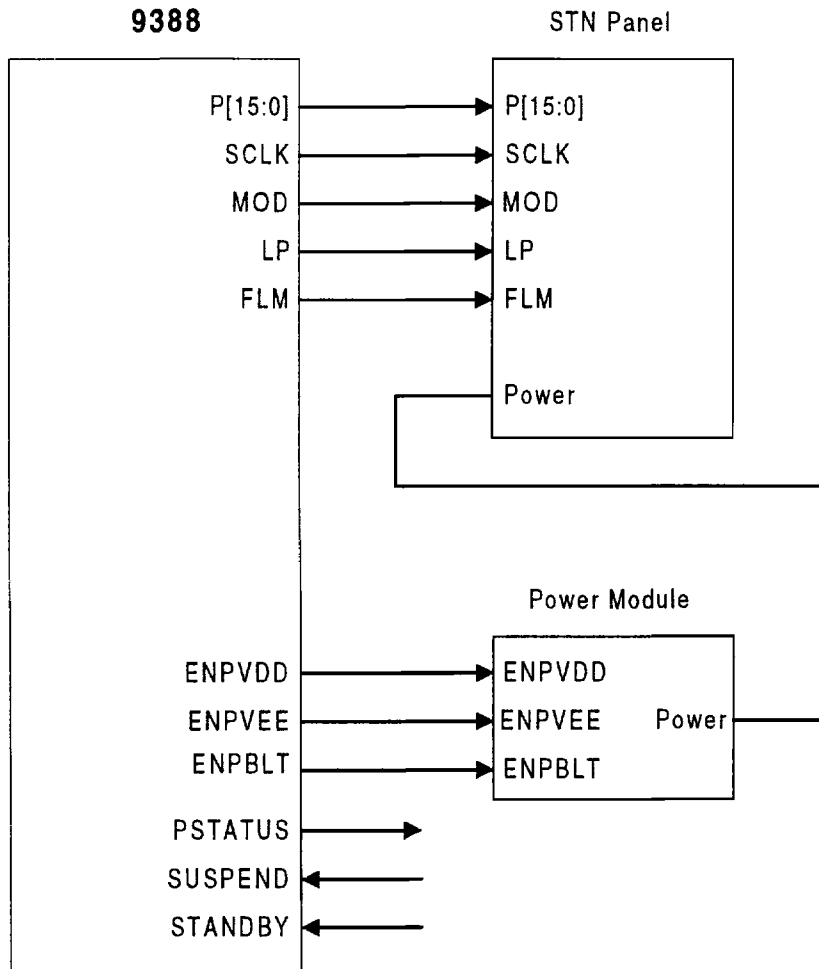 9388 STN Panel
P[15:0] P[15:0]
SCLK SCLK
MOD MOD
LP LP
FLM FLM
Power
Power Module
ENPVDD ENPVDD
ENPVEE ENPVEE Power
ENPBLT ENPBLT
PSTATUS
SUSPEND
STANDBY